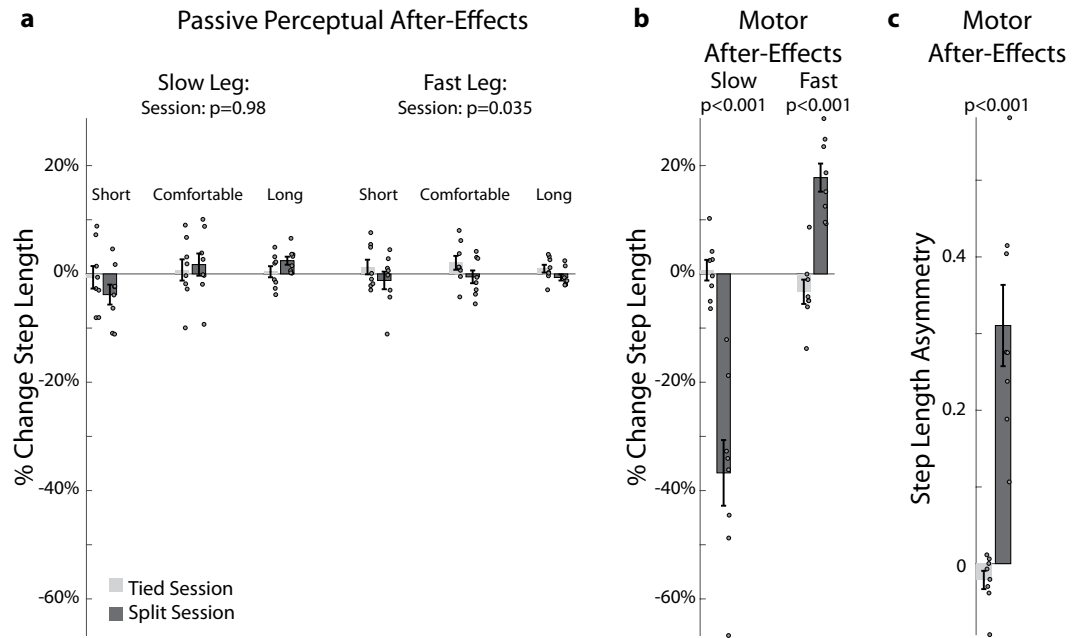 a
Passive Perceptual After-Effects
Slow Leg:
Session: p=0.98
Fast Leg:
Session: p=0.035
% Change Step Length
20%
0%
-20%
-40%
-60%
Short
Comfortable
Long
Short
Comfortable
Long
Tied Session
Split Session
b
Motor
After-Effects
Slow
p<0.001
Fast
p<0.001
% Change Step Length
20%
0%
-20%
-40%
-60%
c
Motor
After-Effects
p<0.001
Step Length Asymmetry
0.4
0.2
0